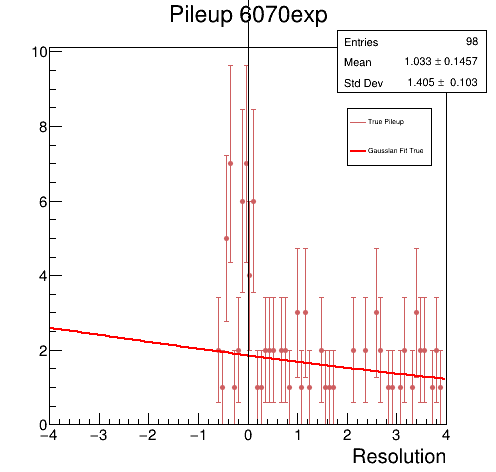 Pileup 6070exp
Entries 98
Mean 1.033 ± 0.1457
Std Dev 1.405 ± 0.103
True Pileup
Gaussian Fit True
10
8
6
4
2
0
−4 −3 −2 −1 0 1 2 3 4
Resolution